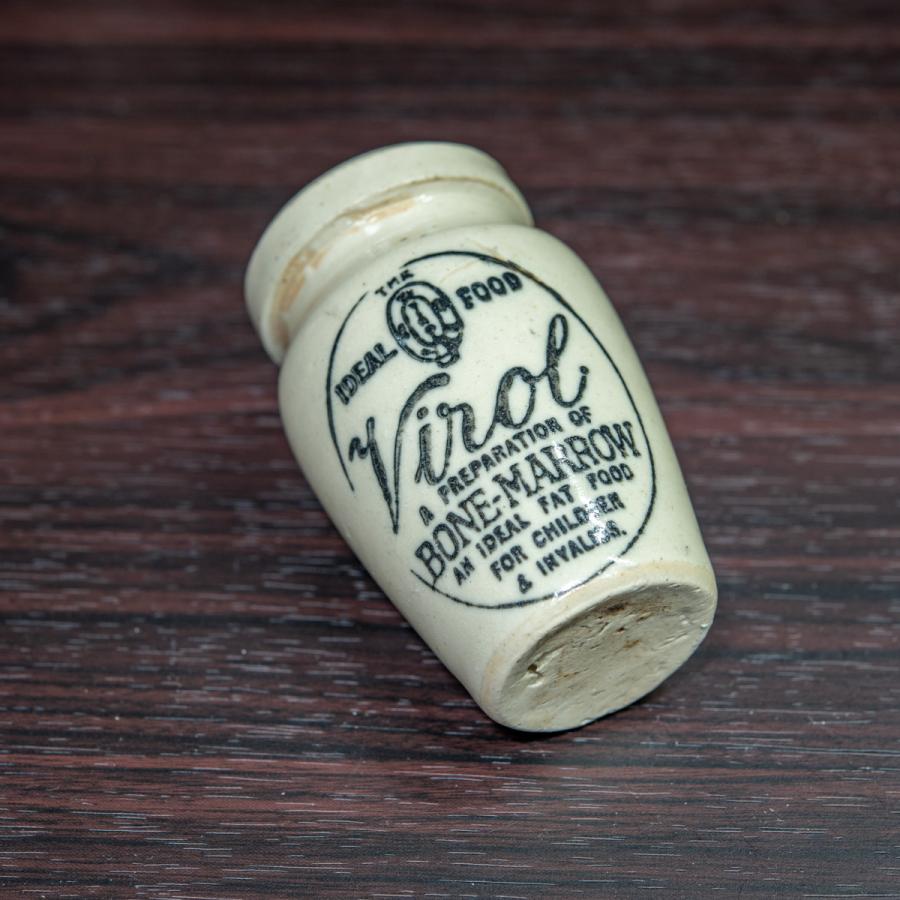 THE
IDEAL FOOD
Virol
A PREPARATION OF
BONE-MARROW
AN IDEAL FAT FOOD
FOR CHILDREN
& INVALIDS.